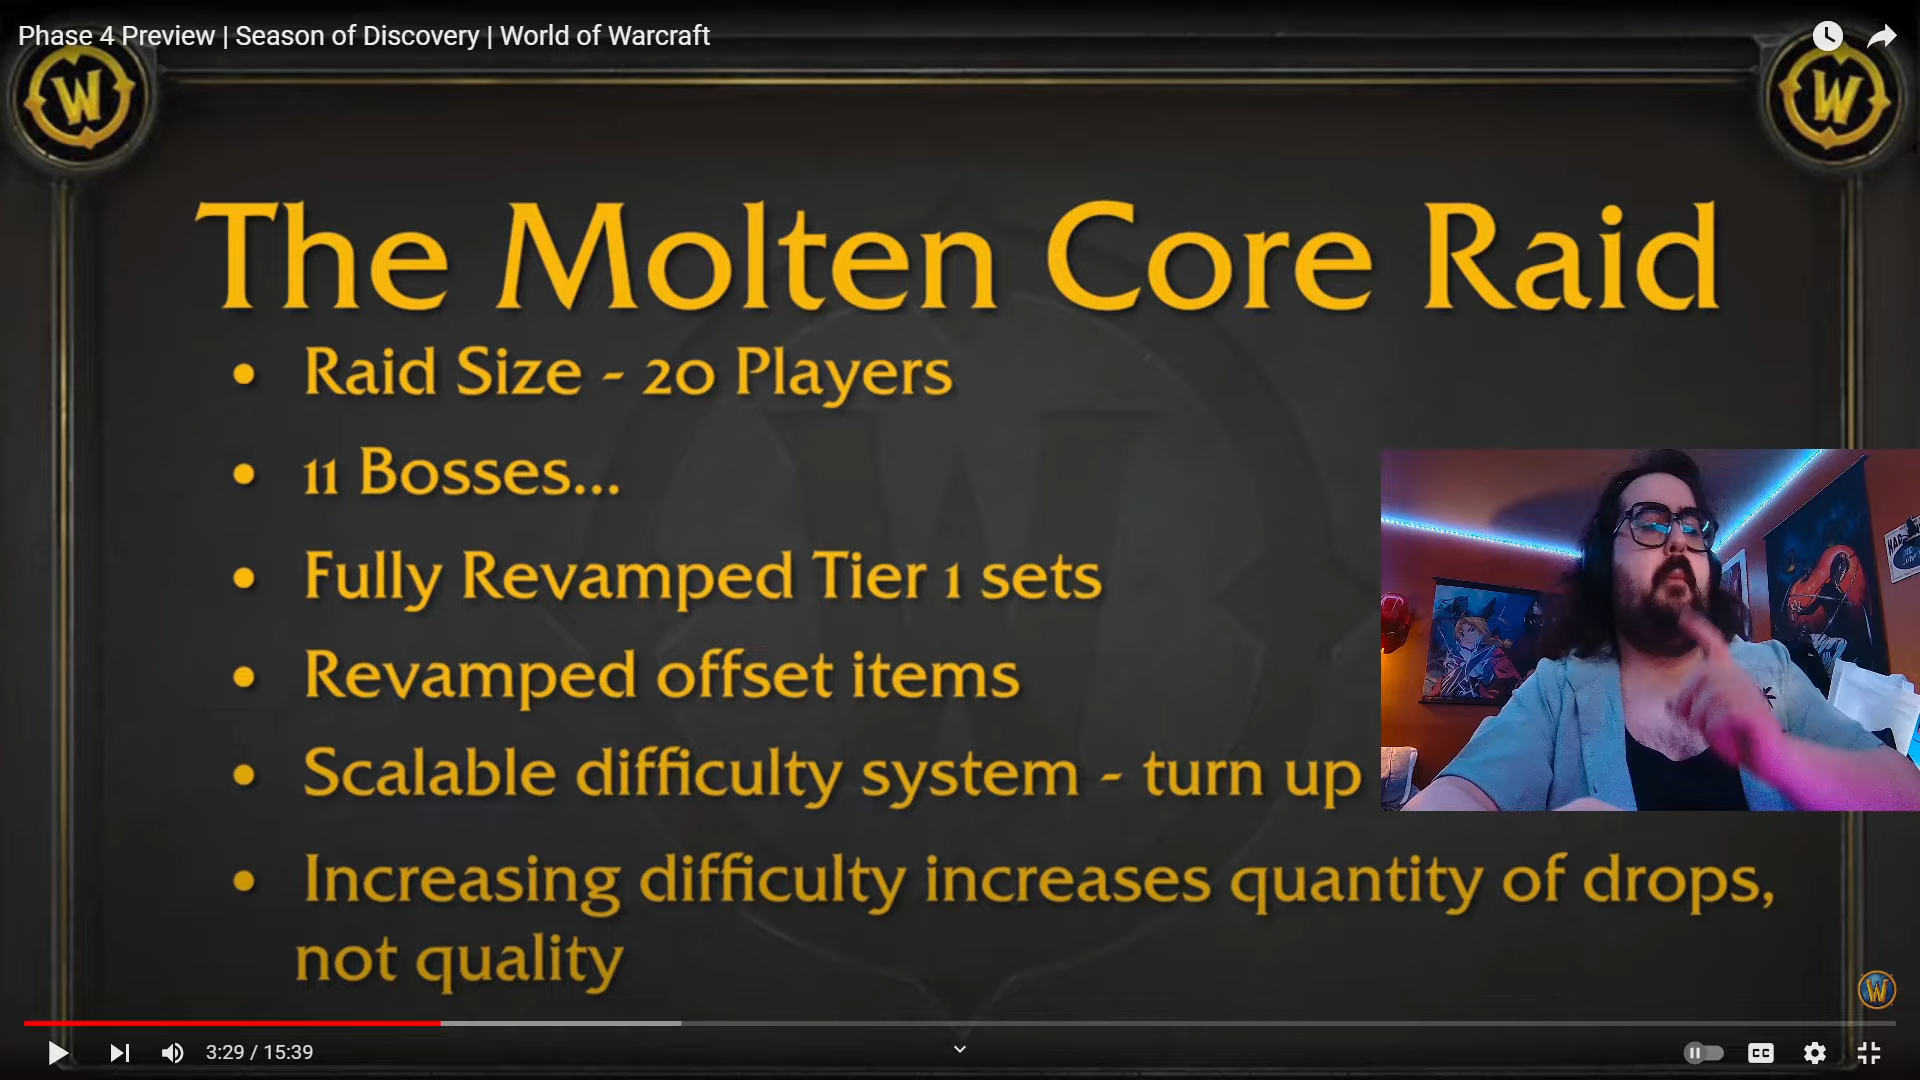 Phase 4 Preview | Season of Discovery | World of Warcraft
The Molten Core Raid
• Raid Size - 20 Players
• 11 Bosses...
• Fully Revamped Tier 1 sets
• Revamped offset items
• Scalable difficulty system - turn up
• Increasing difficulty increases quantity of drops,
not quality
3:29 / 15:39
CC